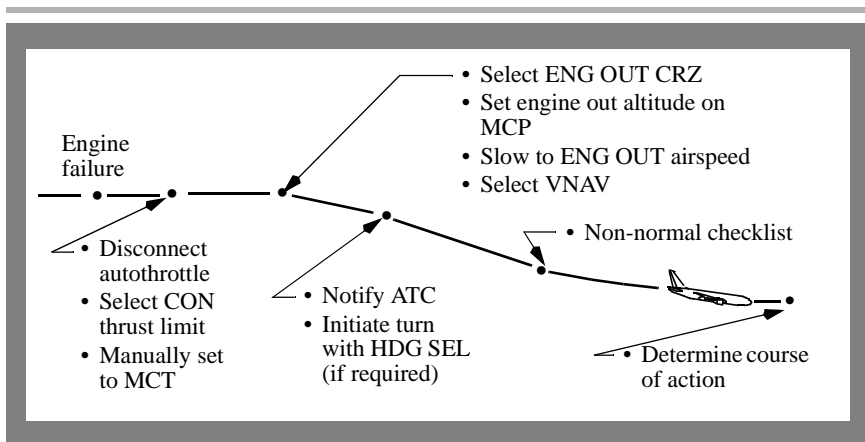 Engine
failure
• Disconnect
autothrottle
• Select CON
thrust limit
• Manually set
to MCT
• Select ENG OUT CRZ
• Set engine out altitude on
MCP
• Slow to ENG OUT airspeed
• Select VNAV
• Notify ATC
• Initiate turn
with HDG SEL
(if required)
• Non-normal checklist
• Determine course
of action